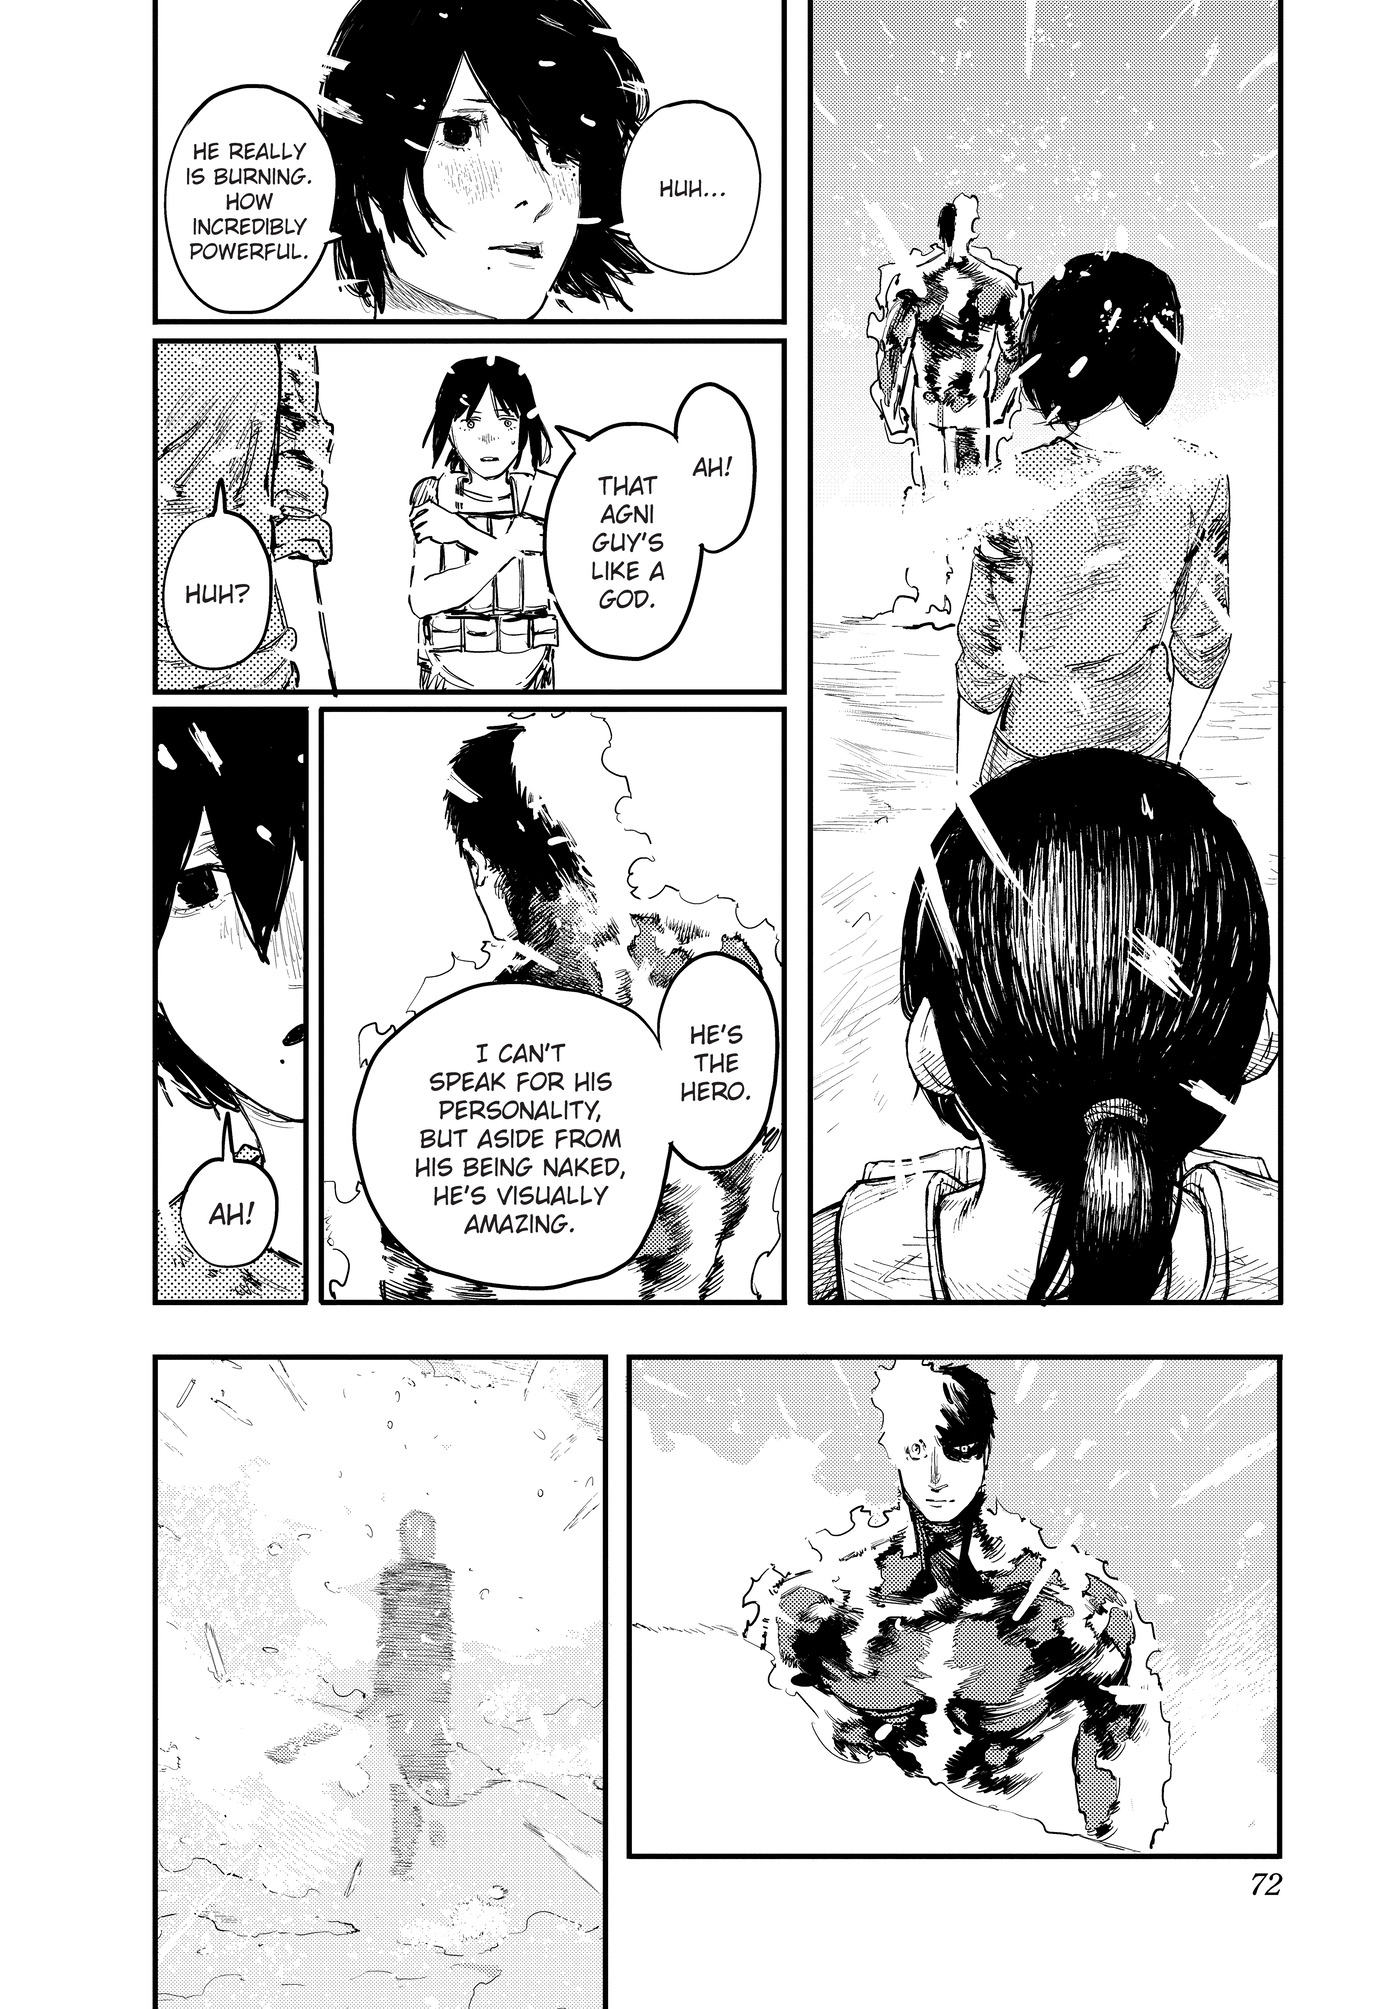 HUH...
HE REALLY
IS BURNING.
HOW
INCREDIBLY
POWERFUL.
AH!
THAT
AGNI
GUY'S
LIKE A
GOD.
HUH?
HE'S
THE
HERO.
I CAN'T
SPEAK FOR HIS
PERSONALITY,
BUT ASIDE FROM
HIS BEING NAKED,
HE'S VISUALLY
AMAZING.
AH!
72